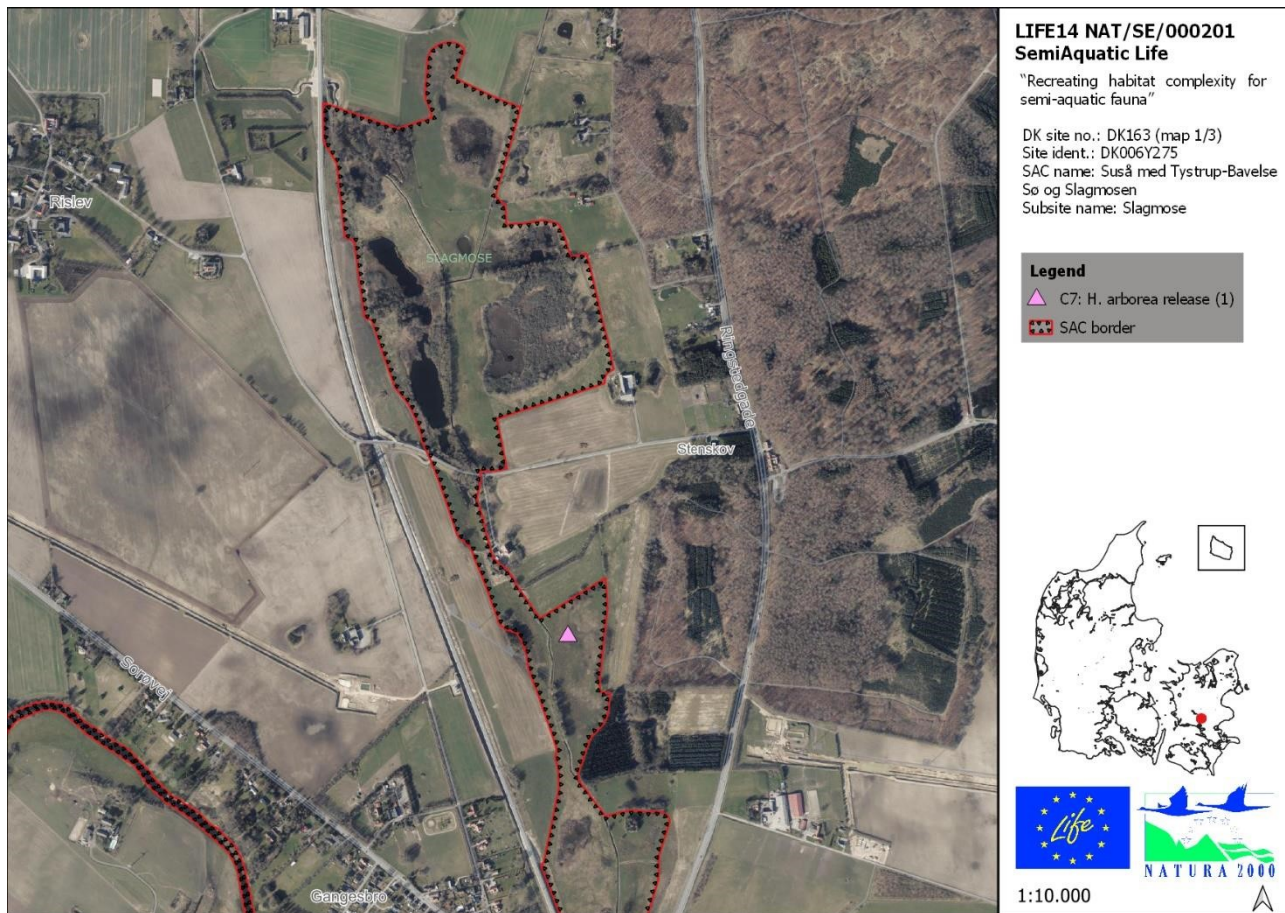 LIFE14 NAT/SE/000201
SemiAquatic Life
"Recreating habitat complexity for
semi-aquatic fauna"
DK site no.: DK163 (map 1/3)
Site ident.: DK006Y275
SAC name: Suså med Tystrup-Bavelse
Sø og Slagmosen
Subsite name: Slagmose
Legend
C7: H. arborea release (1)
SAC border
Rislev
SLAGMOSE
Ringstedgade
Stenskov
Sorøvej
Gangesbro
Life
NATURA 2000
1:10.000